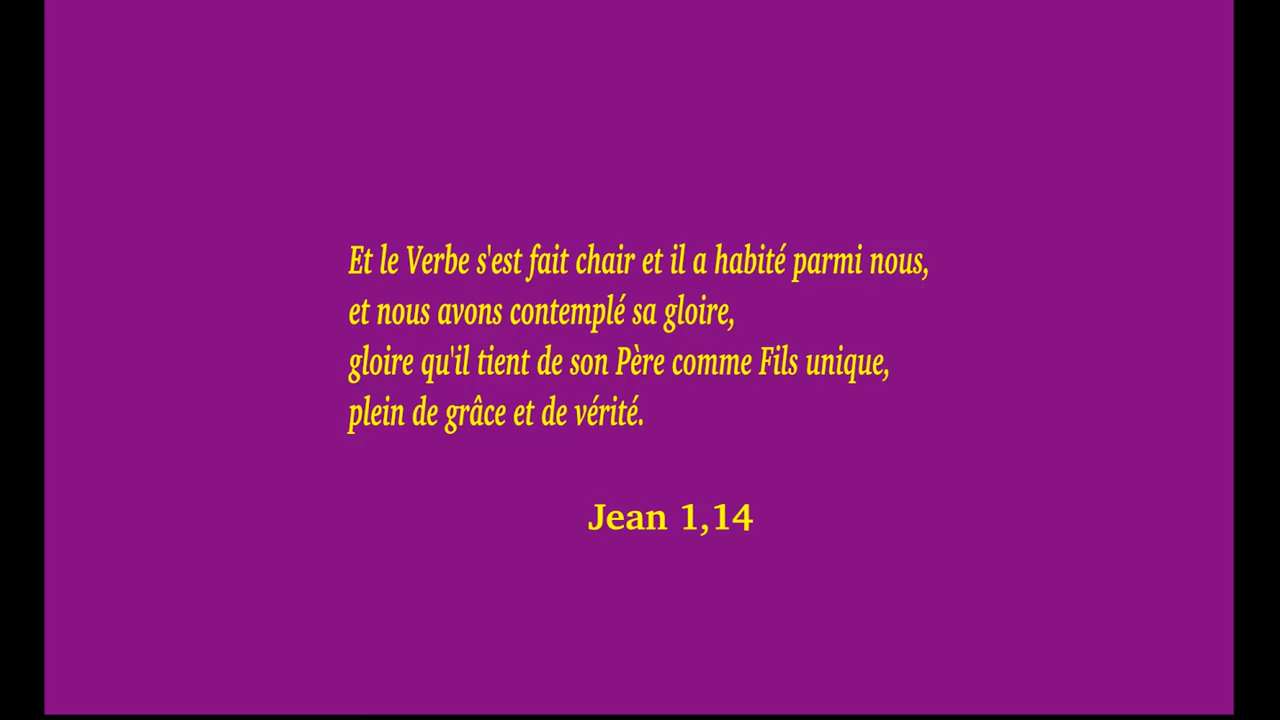 Et le Verbe s'est fait chair et il a habité parmi nous,
et nous avons contemplé sa gloire,
gloire qu'il tient de son Père comme Fils unique,
plein de grâce et de vérité.
Jean 1,14